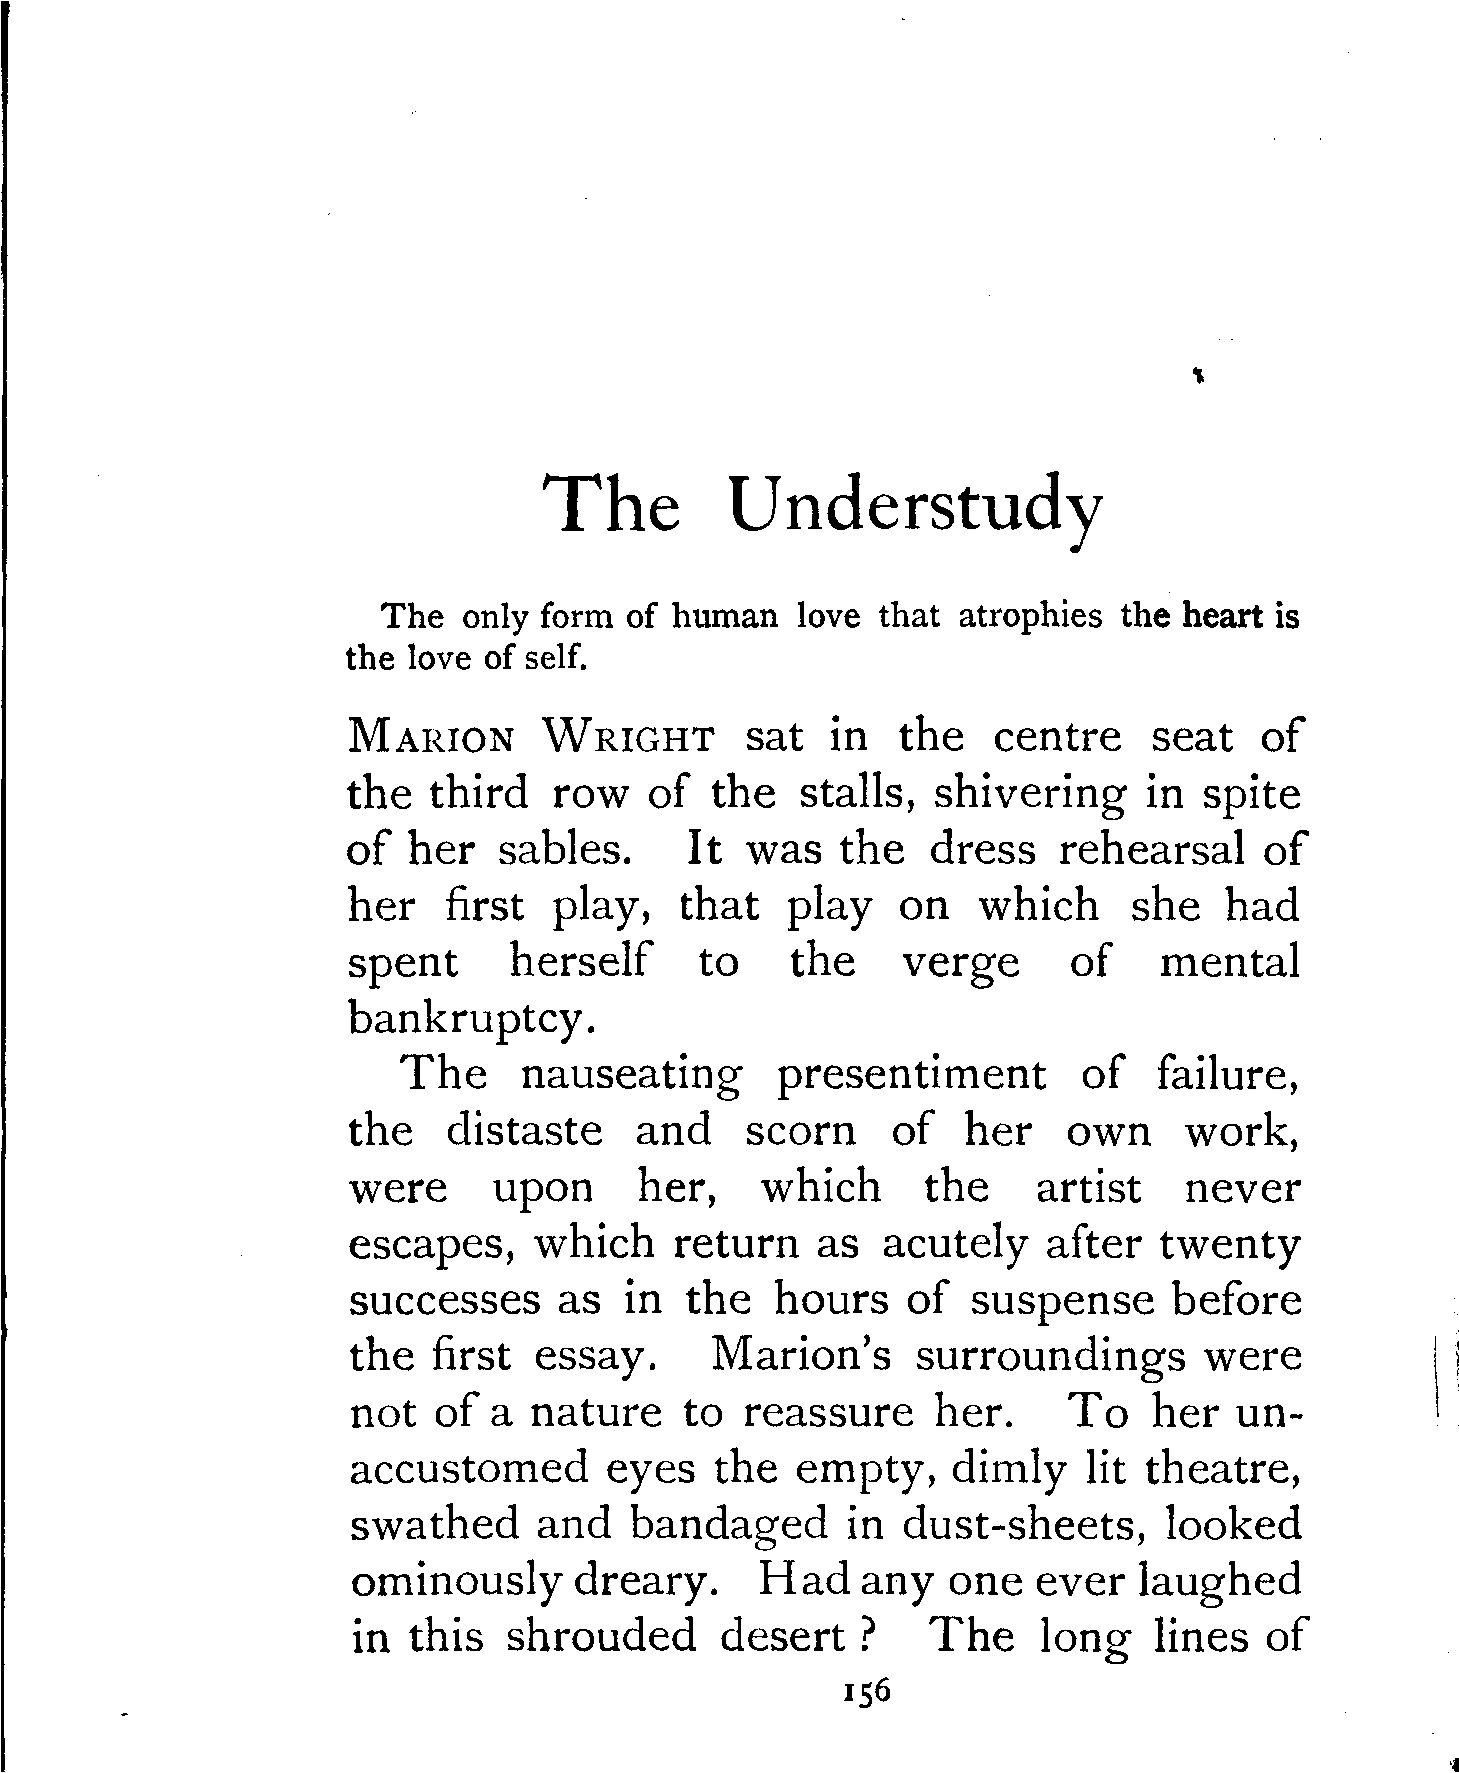 The Understudy
The only form of human love that atrophies the heart is
the love of self.
MARION WRIGHT sat in the centre seat of
the third row of the stalls, shivering in spite
of her sables. It was the dress rehearsal of
her first play, that play on which she had
spent herself to the verge of mental
bankruptcy.
The nauseating presentiment of failure,
the distaste and scorn of her own work,
were upon her, which the artist never
escapes, which return as acutely after twenty
successes as in the hours of suspense before
the first essay. Marion's surroundings were
not of a nature to reassure her. To her un-
accustomed eyes the empty, dimly lit theatre,
swathed and bandaged in dust-sheets, looked
ominously dreary. Had any one ever laughed
in this shrouded desert ? The long lines of
156